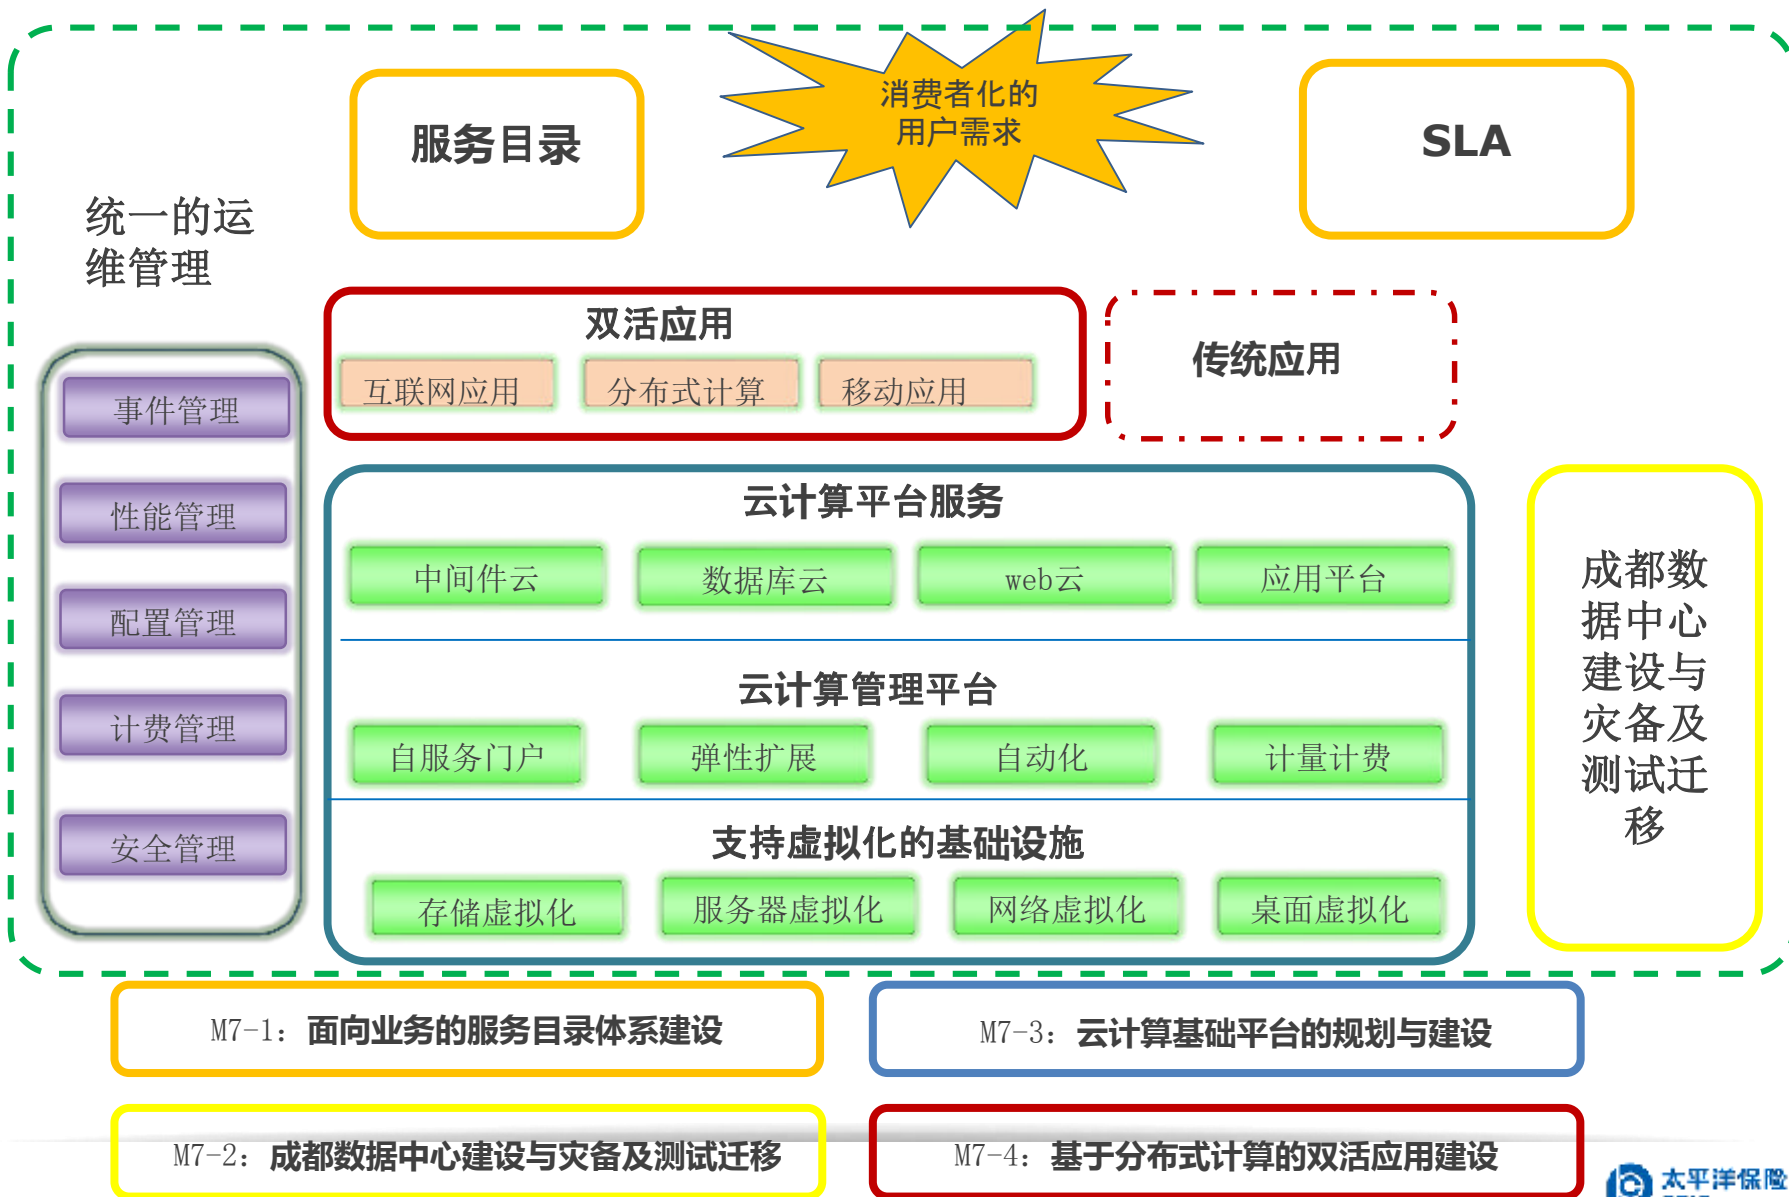 消费者化的
用户需求
服务目录
SLA
统一的运
维管理
双活应用
互联网应用
分布式计算
移动应用
传统应用
事件管理
性能管理
配置管理
计费管理
安全管理
云计算平台服务
中间件云
数据库云
web云
应用平台
云计算管理平台
自服务门户
弹性扩展
自动化
计量计费
支持虚拟化的基础设施
存储虚拟化
服务器虚拟化
网络虚拟化
桌面虚拟化
成都数
据中心
建设与
灾备及
测试迁
移
M7-1：面向业务的服务目录体系建设
M7-3：云计算基础平台的规划与建设
M7-2：成都数据中心建设与灾备及测试迁移
M7-4：基于分布式计算的双活应用建设
太平洋保险